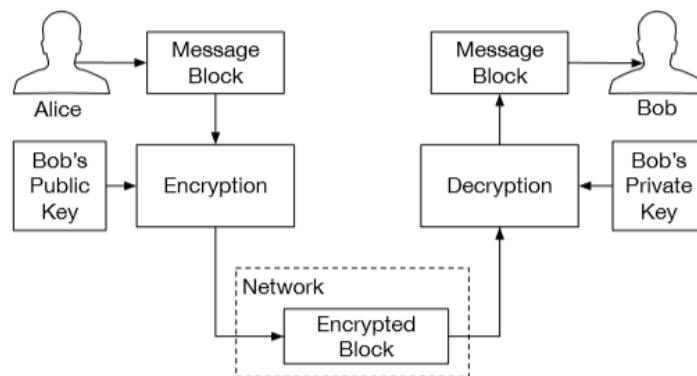 Message
Block
Alice
Bob's
Public
Key
Encryption
Network
Encrypted
Block
Message
Block
Bob
Decryption
Bob's
Private
Key